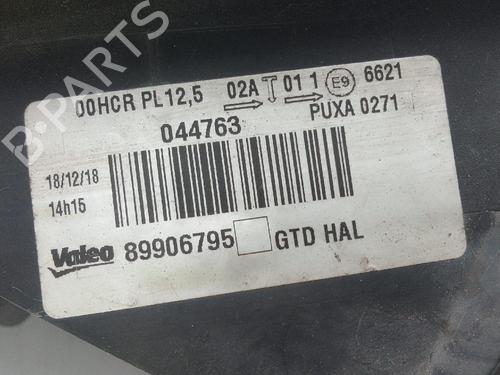 00HCR PL12,5 02A 01 1 E9 6621
PUXA 0271
044763
18/12/18
14h15
Valeo 89906795 GTD HAL
B-PARTS